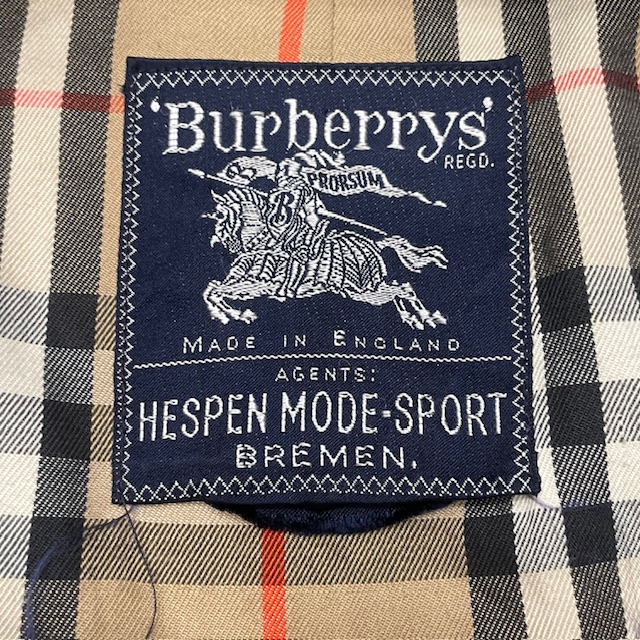 'Burberrys'
REGD.
PRORSUM
B
MADE IN ENGLAND
AGENTS:
HESPEN MODE-SPORT
BREMEN.